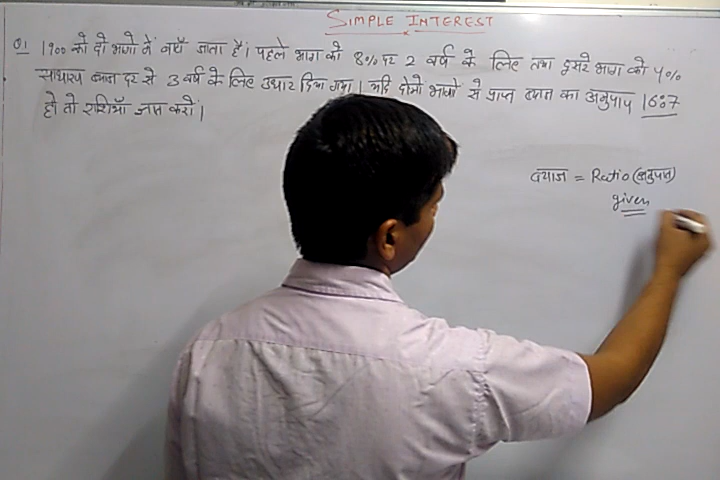 SIMPLE INTEREST
Q1 1900 को दो भागो में बाँटा जाता है। पहले भाग को 8% पर 2 वर्ष के लिए तथा दूसरे भाग को 4%
साधारण ब्याज दर से 3 वर्ष के लिए उधार दिया गया। यदि दोनो भागो से प्राप्त ब्याज का अनुपात 16:7
हो तो राशियाँ ज्ञात करो।
ब्याज = Ratio (अनुपात)
given